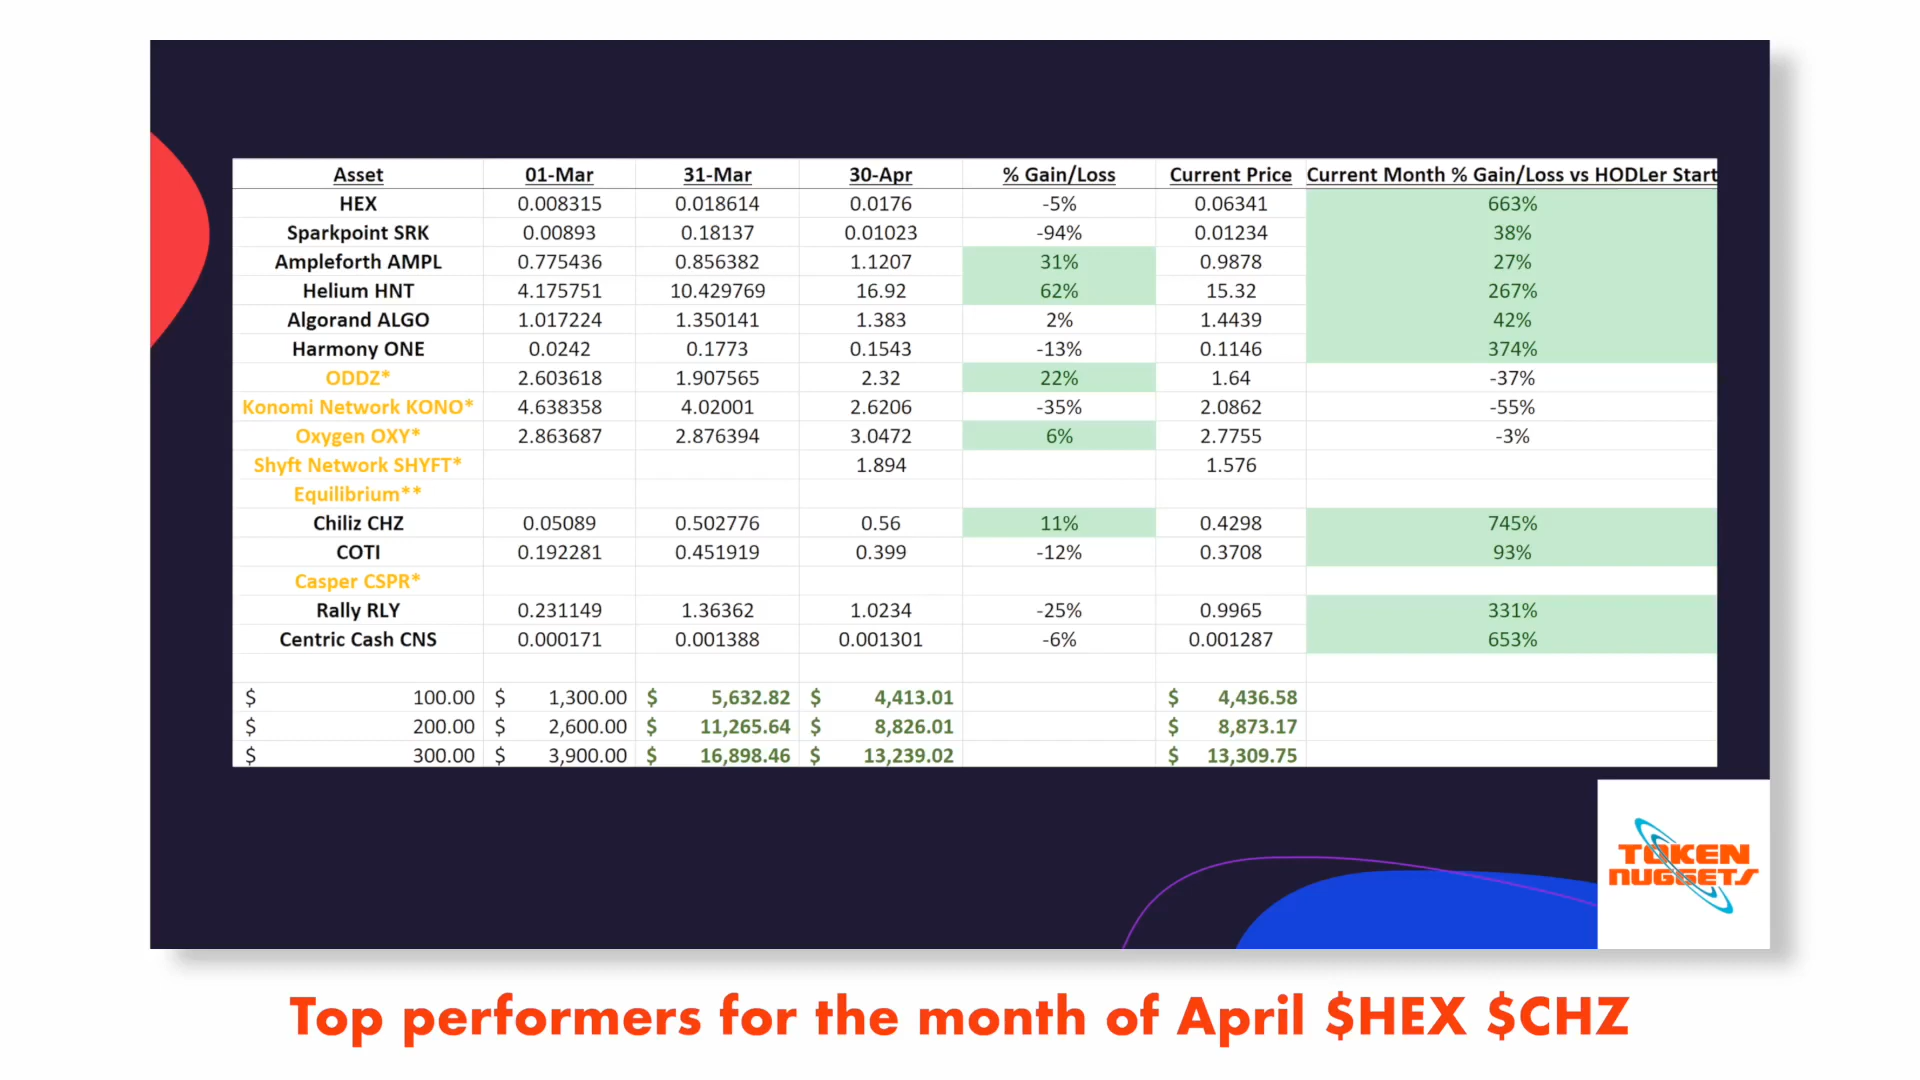 Asset 01-Mar 31-Mar 30-Apr % Gain/Loss Current Price Current Month % Gain/Loss vs HODLer Start
HEX 0.008315 0.018614 0.0176 -5% 0.06341 663%
Sparkpoint SRK 0.00893 0.18137 0.01023 -94% 0.01234 38%
Ampleforth AMPL 0.775436 0.856382 1.1207 31% 0.9878 27%
Helium HNT 4.175751 10.429769 16.92 62% 15.32 267%
Algorand ALGO 1.017224 1.350141 1.383 2% 1.4439 42%
Harmony ONE 0.0242 0.1773 0.1543 -13% 0.1146 374%
ODDZ* 2.603618 1.907565 2.32 22% 1.64 -37%
Konomi Network KONO* 4.638358 4.02001 2.6206 -35% 2.0862 -55%
Oxygen OXY* 2.863687 2.876394 3.0472 6% 2.7755 -3%
Shyft Network SHYFT* 1.894 1.576
Equilibrium**
Chiliz CHZ 0.05089 0.502776 0.56 11% 0.4298 745%
COTI 0.192281 0.451919 0.399 -12% 0.3708 93%
Casper CSPR*
Rally RLY 0.231149 1.36362 1.0234 -25% 0.9965 331%
Centric Cash CNS 0.000171 0.001388 0.001301 -6% 0.001287 653%
$ 100.00 $ 1,300.00 $ 5,632.82 $ 4,413.01 $ 4,436.58
$ 200.00 $ 2,600.00 $ 11,265.64 $ 8,826.01 $ 8,873.17
$ 300.00 $ 3,900.00 $ 16,898.46 $ 13,239.02 $ 13,309.75
TOKEN
NUGGETS
Top performers for the month of April $HEX $CHZ